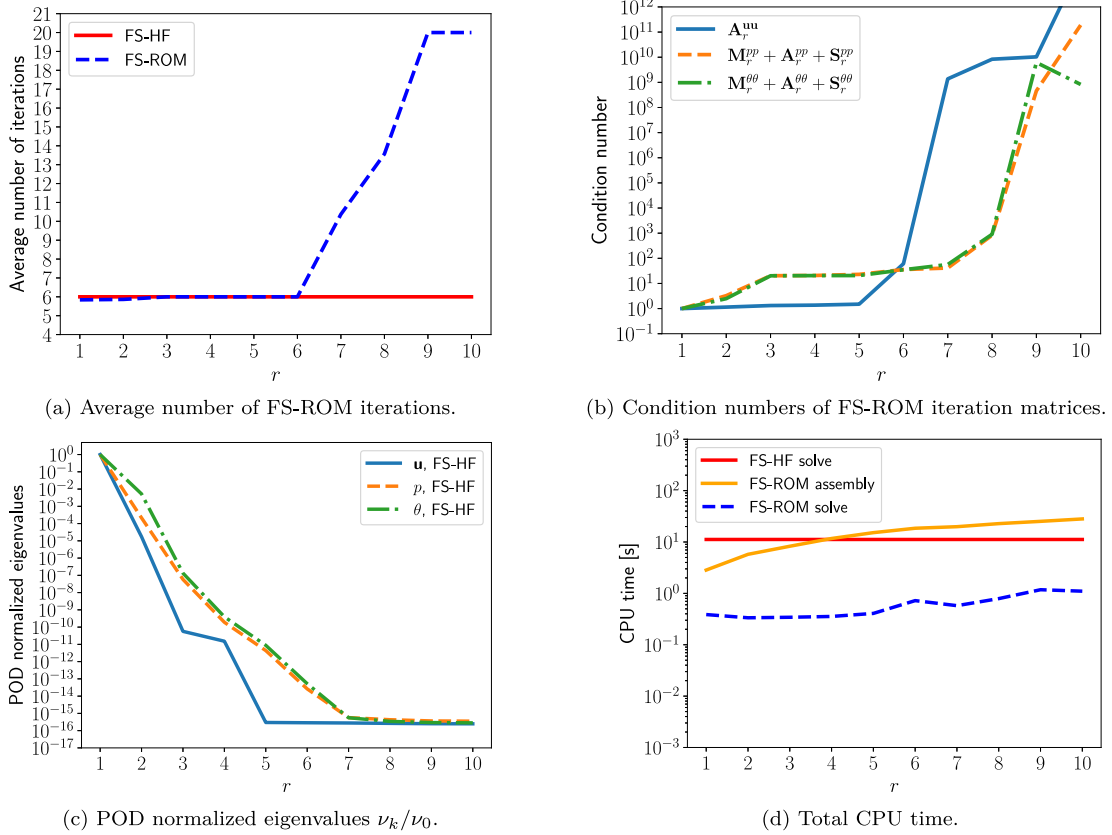 21
20
19
18
17
16
15
14
13
12
11
10
9
8
7
6
5
4
Average number of iterations
FS-HF
FS-ROM
1 2 3 4 5 6 7 8 9 10
r
(a) Average number of FS-ROM iterations.
10^12
10^11
10^10
10^9
10^8
10^7
10^6
10^5
10^4
10^3
10^2
10^1
10^0
10^−1
Condition number
A_r^uu
M_r^pp + A_r^pp + S_r^pp
M_r^θθ + A_r^θθ + S_r^θθ
1 2 3 4 5 6 7 8 9 10
r
(b) Condition numbers of FS-ROM iteration matrices.
10^0
10^−1
10^−2
10^−3
10^−4
10^−5
10^−6
10^−7
10^−8
10^−9
10^−10
10^−11
10^−12
10^−13
10^−14
10^−15
10^−16
10^−17
POD normalized eigenvalues
u, FS-HF
p, FS-HF
θ, FS-HF
1 2 3 4 5 6 7 8 9 10
r
(c) POD normalized eigenvalues ν_k/ν_0.
10^3
10^2
10^1
10^0
10^−1
10^−2
10^−3
CPU time [s]
FS-HF solve
FS-ROM assembly
FS-ROM solve
1 2 3 4 5 6 7 8 9 10
r
(d) Total CPU time.